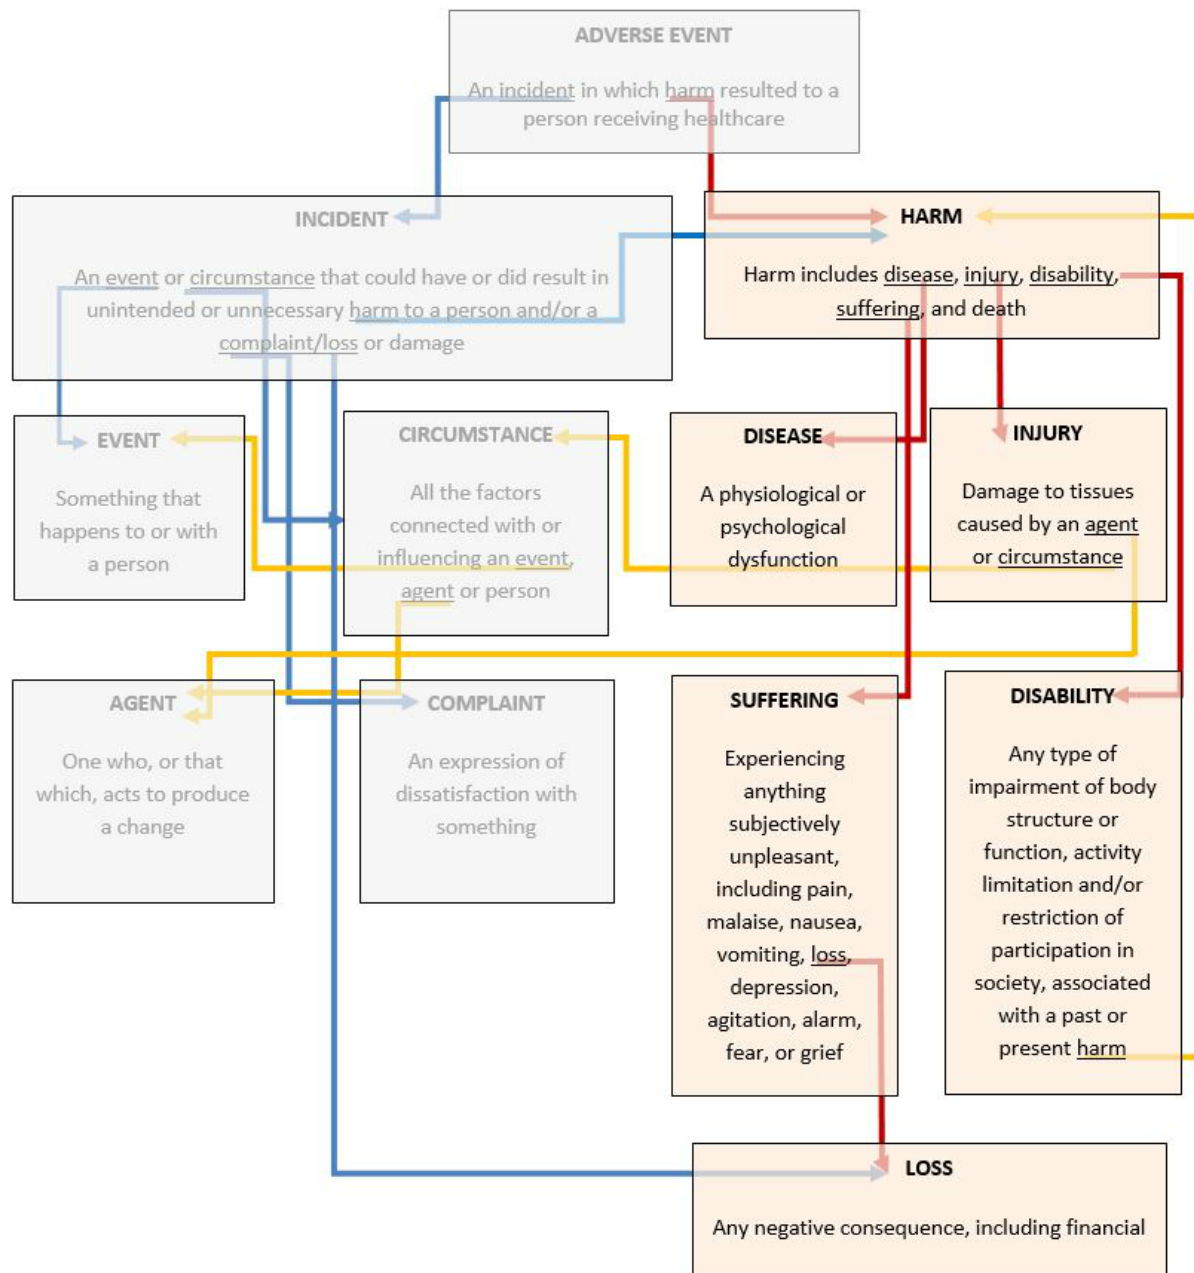 ADVERSE EVENT
An incident in which harm resulted to a
person receiving healthcare
INCIDENT
An event or circumstance that could have or did result in
unintended or unnecessary harm to a person and/or a
complaint/loss or damage
HARM
Harm includes disease, injury, disability,
suffering, and death
EVENT
Something that
happens to or with
a person
CIRCUMSTANCE
All the factors
connected with or
influencing an event,
agent or person
DISEASE
A physiological or
psychological
dysfunction
INJURY
Damage to tissues
caused by an agent
or circumstance
AGENT
One who, or that
which, acts to produce
a change
COMPLAINT
An expression of
dissatisfaction with
something
SUFFERING
Experiencing
anything
subjectively
unpleasant,
including pain,
malaise, nausea,
vomiting, loss,
depression,
agitation, alarm,
fear, or grief
DISABILITY
Any type of
impairment of body
structure or
function, activity
limitation and/or
restriction of
participation in
society, associated
with a past or
present harm
LOSS
Any negative consequence, including financial